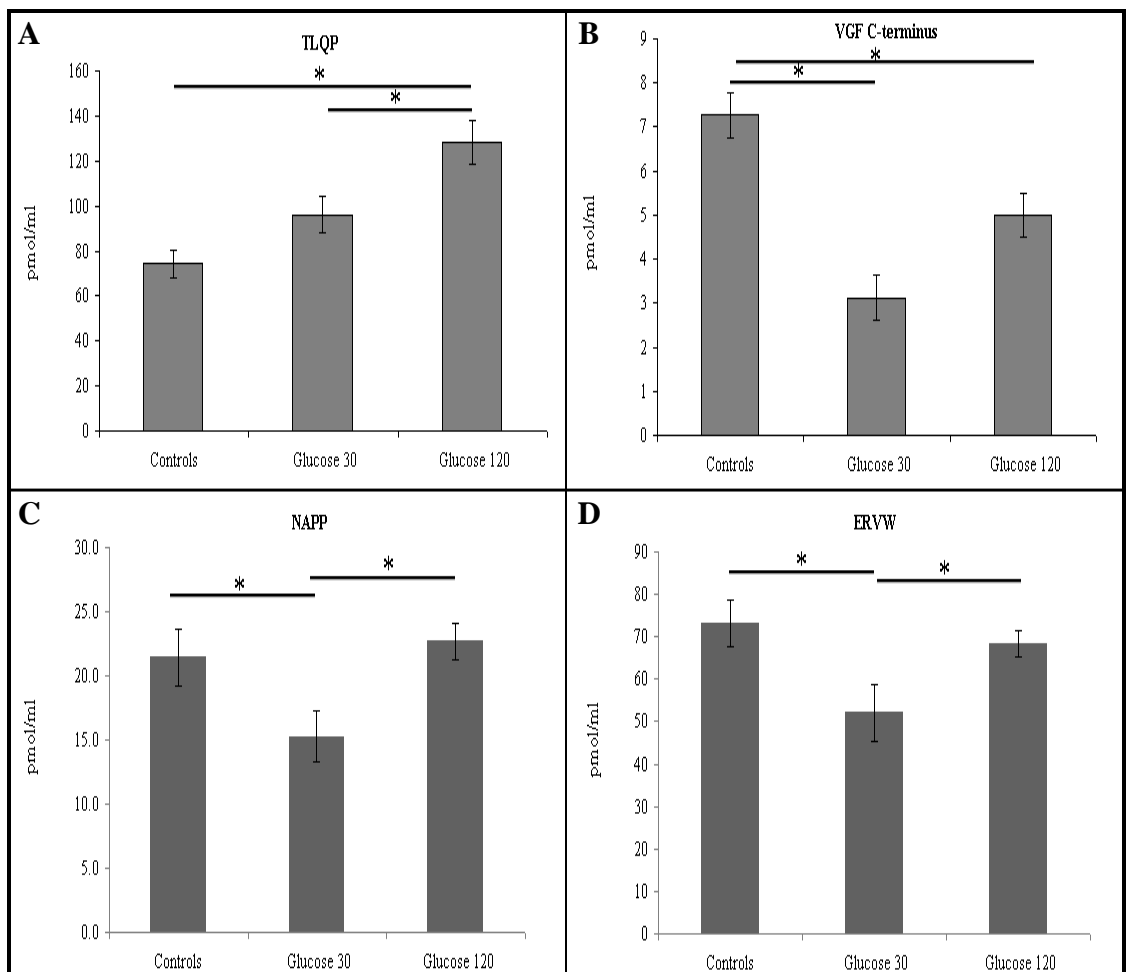 A
TLQP
160
140
120
100
80
60
40
20
0
pmol/ml
*
*
Controls Glucose 30 Glucose 120
B
VGF C-terminus
9
8
7
6
5
4
3
2
1
0
pmol/ml
*
*
Controls Glucose 30 Glucose 120
C
NAPP
30.0
25.0
20.0
15.0
10.0
5.0
0.0
pmol/ml
*
*
Controls Glucose 30 Glucose 120
D
ERVW
90
80
70
60
50
40
30
20
10
0
pmol/ml
*
*
Controls Glucose 30 Glucose 120